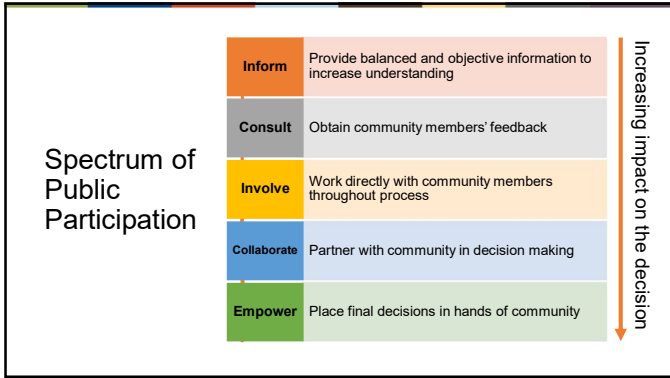 Spectrum of
Public
Participation
Inform
Provide balanced and objective information to
increase understanding
Consult
Obtain community members' feedback
Involve
Work directly with community members
throughout process
Collaborate
Partner with community in decision making
Empower
Place final decisions in hands of community
Increasing impact on the decision